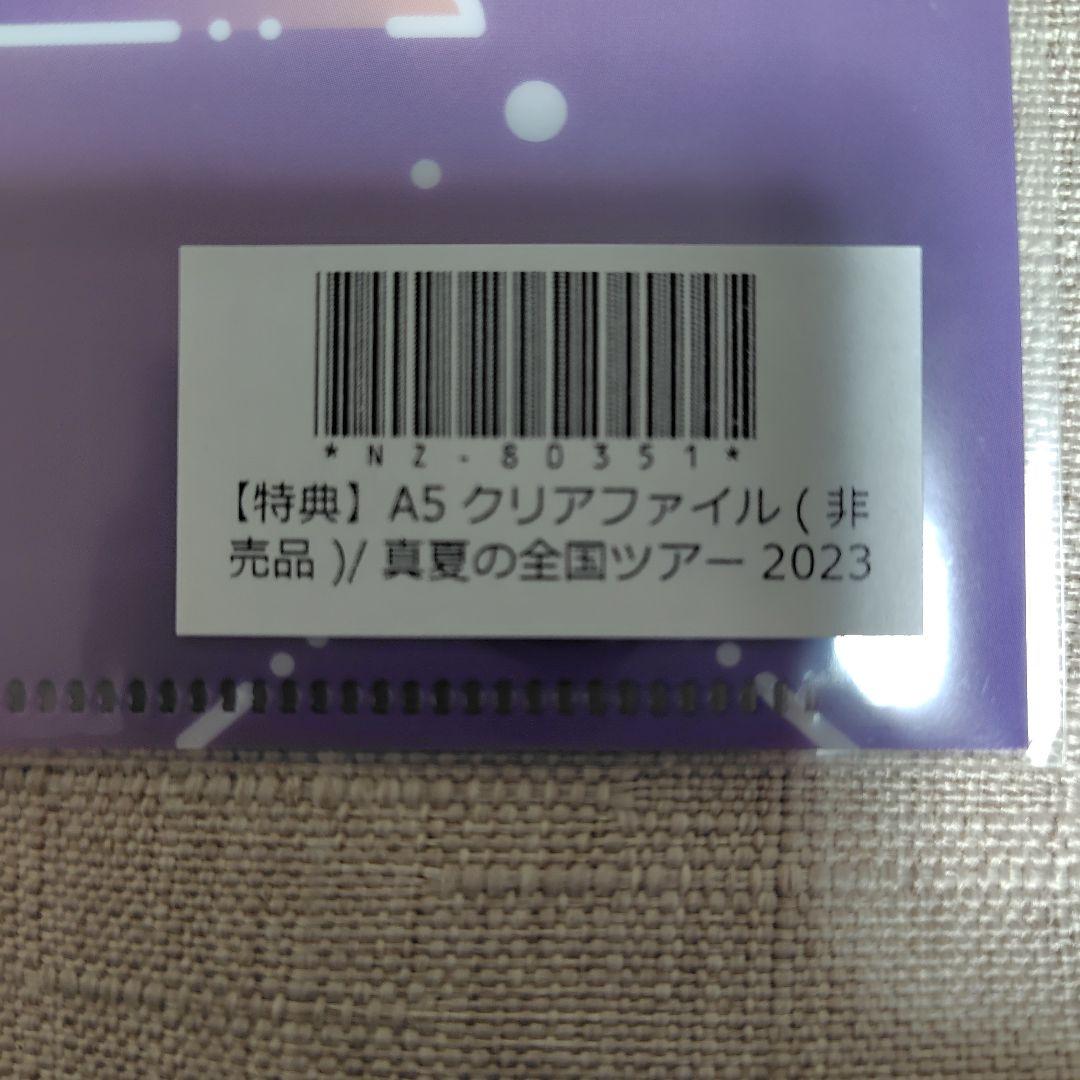 *NZ-80351*
【特典】A5 クリアファイル ( 非
売品 )/ 真夏の全国ツアー 2023